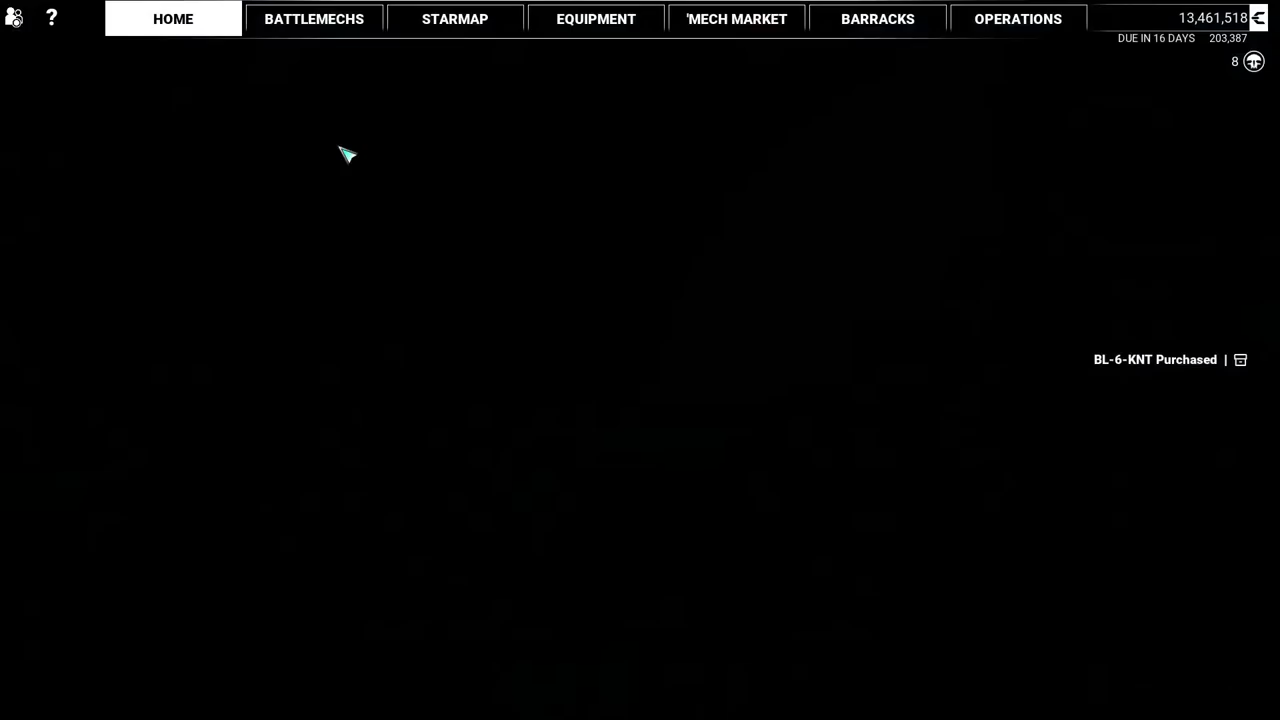 ?
HOME
BATTLEMECHS
STARMAP
EQUIPMENT
'MECH MARKET
BARRACKS
OPERATIONS
13,461,518
DUE IN 16 DAYS 203,387
8
BL-6-KNT Purchased |